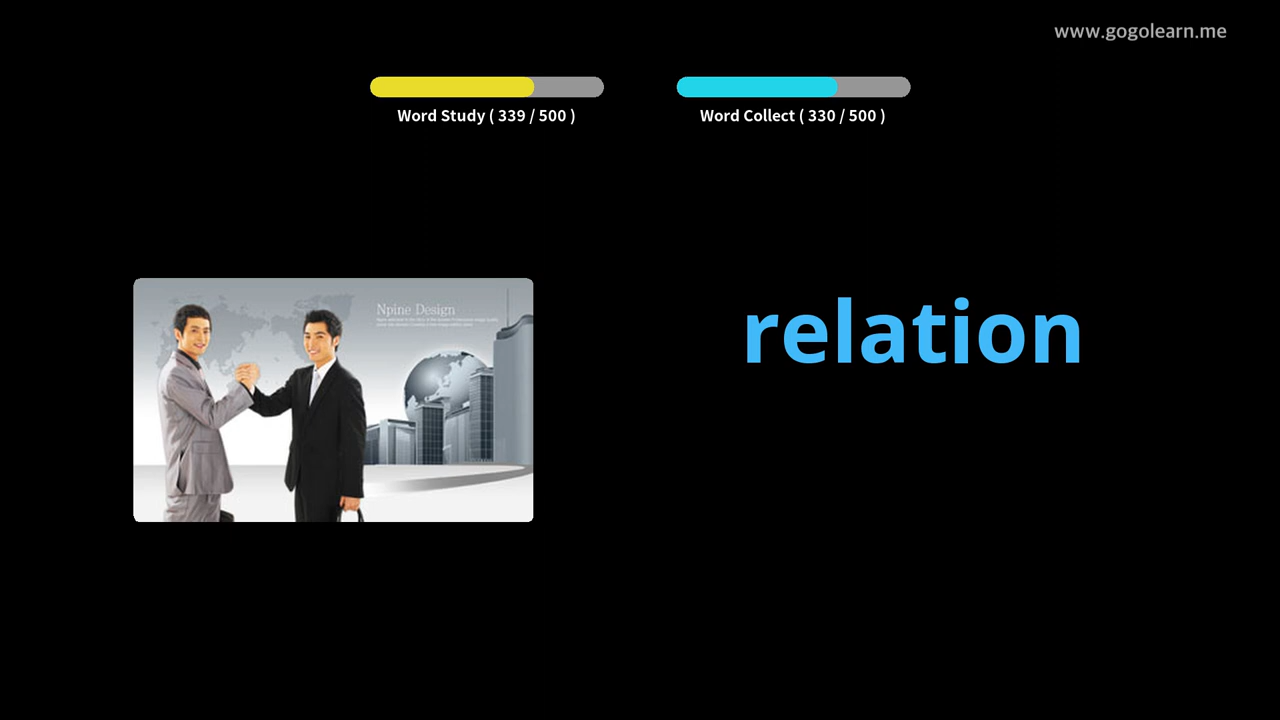 www.gogolearn.me
Word Study ( 339 / 500 )
Word Collect ( 330 / 500 )
Npine Design
relation